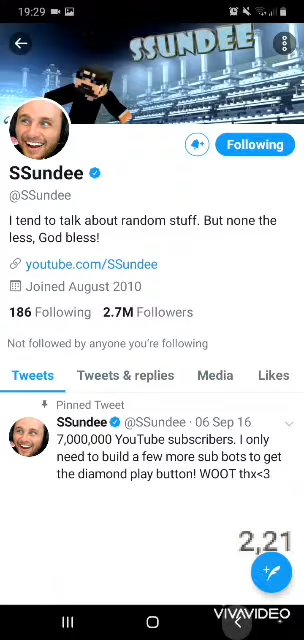 19:29
SSUNDEE
Following
SSundee
@SSundee
I tend to talk about random stuff. But none the
less, God bless!
youtube.com/SSundee
Joined August 2010
186 Following 2.7M Followers
Not followed by anyone you're following
Tweets Tweets & replies Media Likes
Pinned Tweet
SSundee @SSundee · 06 Sep 16
7,000,000 YouTube subscribers. I only
need to build a few more sub bots to get
the diamond play button! WOOT thx<3
2,21
VIVAVIDEO